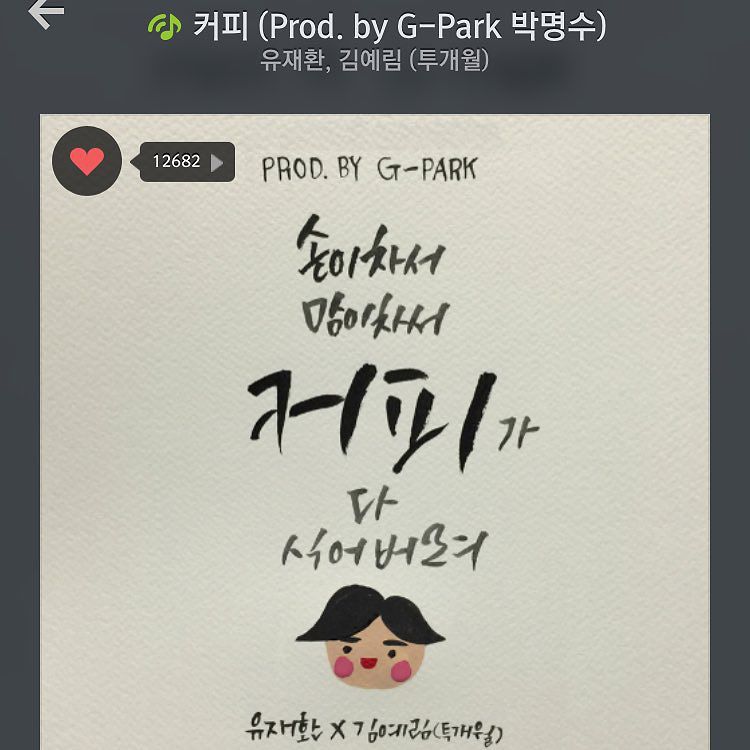 커피 (Prod. by G-Park 박명수)
유재환, 김예림 (투개월)
12682
PROD. BY G-PARK
손이차서
맘이차서
커피가
다
식어버려
유재환 X 김예림(투개월)